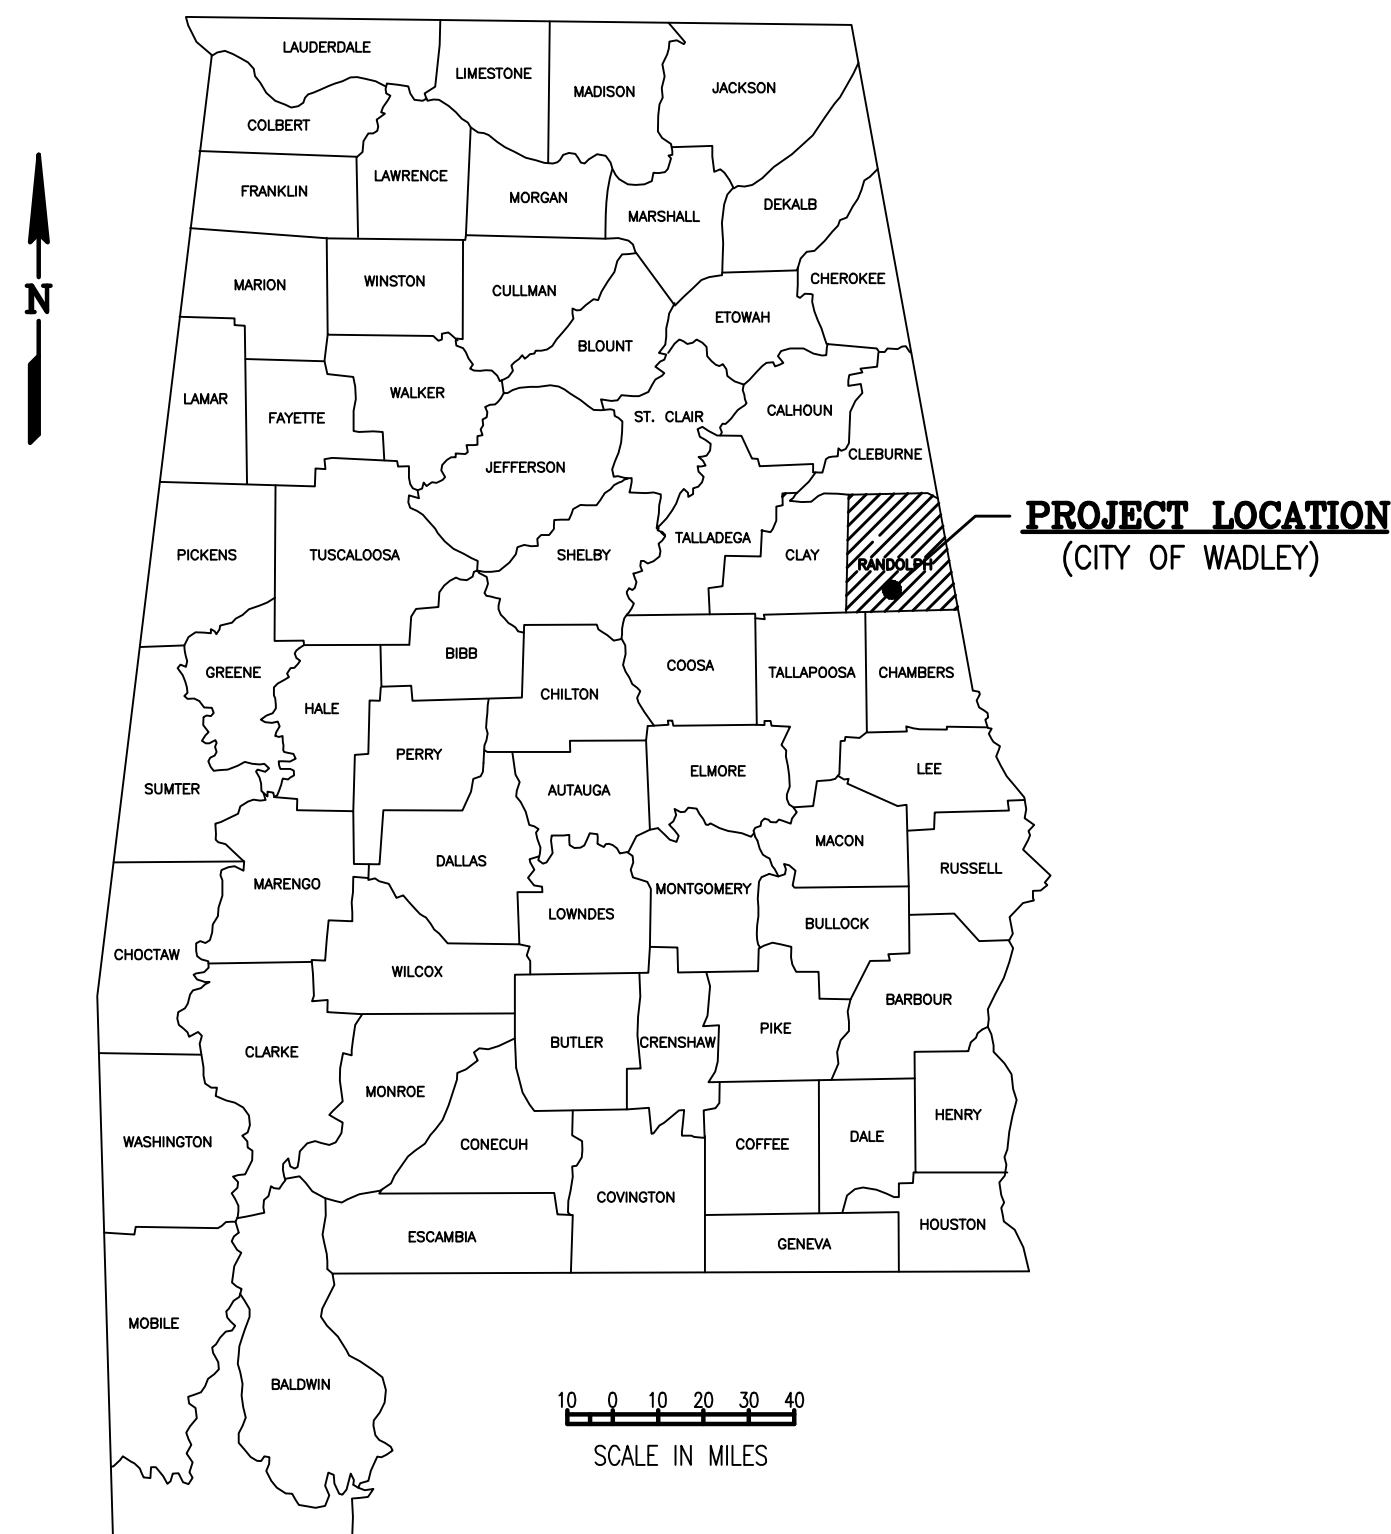 LAUDERDALE
LIMESTONE
MADISON
JACKSON
COLBERT
LAWRENCE
FRANKLIN
MORGAN
MARSHALL
DEKALB
CHEROKEE
MARION
WINSTON
CULLMAN
N
ETOWAH
BLOUNT
WALKER
LAMAR
FAYETTE
ST. CLAIR
CALHOUN
CLEBURNE
JEFFERSON
PROJECT LOCATION
(CITY OF WADLEY)
TALLADEGA
PICKENS
TUSCALOOSA
SHELBY
CLAY
RANDOLPH
BIBB
GREENE
COOSA
TALLAPOOSA
CHAMBERS
CHILTON
HALE
PERRY
ELMORE
LEE
SUMTER
AUTAUGA
MACON
DALLAS
RUSSELL
MARENGO
MONTGOMERY
LOWNDES
BULLOCK
CHOCTAW
WILCOX
BARBOUR
PIKE
BUTLER
CRENSHAW
CLARKE
MONROE
HENRY
WASHINGTON
CONECUH
COFFEE
DALE
COVINGTON
HOUSTON
ESCAMBIA
GENEVA
MOBILE
BALDWIN
10 0 10 20 30 40
SCALE IN MILES